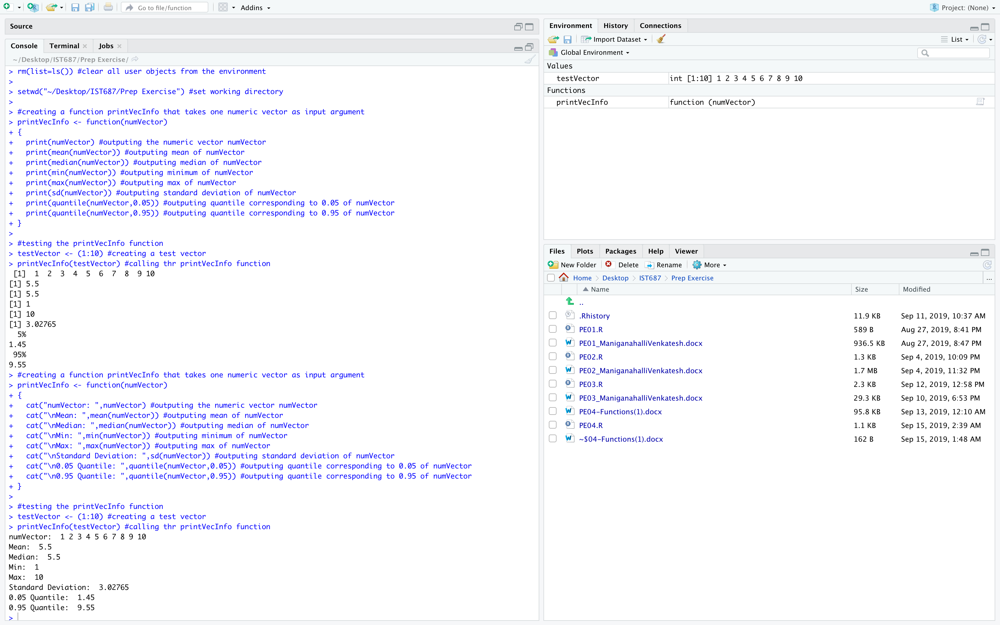 Go to file/function
Addins
Project: (None)
Source
Console Terminal Jobs
~/Desktop/IST687/Prep Exercise/
> rm(list=ls()) #clear all user objects from the environment
>
> setwd("~/Desktop/IST687/Prep Exercise") #set working directory
>
> #creating a function printVecInfo that takes one numeric vector as input argument
> printVecInfo <- function(numVector)
+ {
+   print(numVector) #outputing the numeric vector numVector
+   print(mean(numVector)) #outputing mean of numVector
+   print(median(numVector)) #outputing median of numVector
+   print(min(numVector)) #outputing minimum of numVector
+   print(max(numVector)) #outputing max of numVector
+   print(sd(numVector)) #outputing standard deviation of numVector
+   print(quantile(numVector,0.05)) #outputing quantile corresponding to 0.05 of numVector
+   print(quantile(numVector,0.95)) #outputing quantile corresponding to 0.95 of numVector
+ }
>
> #testing the printVecInfo function
> testVector <- (1:10) #creating a test vector
> printVecInfo(testVector) #calling thr printVecInfo function
 [1]  1  2  3  4  5  6  7  8  9 10
[1] 5.5
[1] 5.5
[1] 1
[1] 10
[1] 3.02765
  5%
1.45
 95%
9.55
> #creating a function printVecInfo that takes one numeric vector as input argument
> printVecInfo <- function(numVector)
+ {
+   cat("numVector: ",numVector) #outputing the numeric vector numVector
+   cat("\nMean: ",mean(numVector)) #outputing mean of numVector
+   cat("\nMedian: ",median(numVector)) #outputing median of numVector
+   cat("\nMin: ",min(numVector)) #outputing minimum of numVector
+   cat("\nMax: ",max(numVector)) #outputing max of numVector
+   cat("\nStandard Deviation: ",sd(numVector)) #outputing standard deviation of numVector
+   cat("\n0.05 Quantile: ",quantile(numVector,0.05)) #outputing quantile corresponding to 0.05 of numVector
+   cat("\n0.95 Quantile: ",quantile(numVector,0.95)) #outputing quantile corresponding to 0.95 of numVector
+ }
>
> #testing the printVecInfo function
> testVector <- (1:10) #creating a test vector
> printVecInfo(testVector) #calling thr printVecInfo function
numVector:  1 2 3 4 5 6 7 8 9 10
Mean:  5.5
Median:  5.5
Min:  1
Max:  10
Standard Deviation:  3.02765
0.05 Quantile:  1.45
0.95 Quantile:  9.55
>
Environment History Connections
Import Dataset List
Global Environment
Values
testVector int [1:10] 1 2 3 4 5 6 7 8 9 10
Functions
printVecInfo function (numVector)
Files Plots Packages Help Viewer
New Folder Delete Rename More
Home Desktop IST687 Prep Exercise ...
Name Size Modified
..
.Rhistory 11.9 KB Sep 11, 2019, 10:37 AM
PE01.R 589 B Aug 27, 2019, 8:41 PM
PE01_ManiganahalliVenkatesh.docx 936.5 KB Aug 27, 2019, 8:47 PM
PE02.R 1.3 KB Sep 4, 2019, 10:09 PM
PE02_ManiganahalliVenkatesh.docx 1.7 MB Sep 4, 2019, 11:32 PM
PE03.R 2.3 KB Sep 12, 2019, 12:58 PM
PE03_ManiganahalliVenkatesh.docx 29.3 KB Sep 10, 2019, 6:53 PM
PE04-Functions(1).docx 95.8 KB Sep 13, 2019, 12:10 AM
PE04.R 1.1 KB Sep 15, 2019, 2:39 AM
~$04-Functions(1).docx 162 B Sep 15, 2019, 1:48 AM